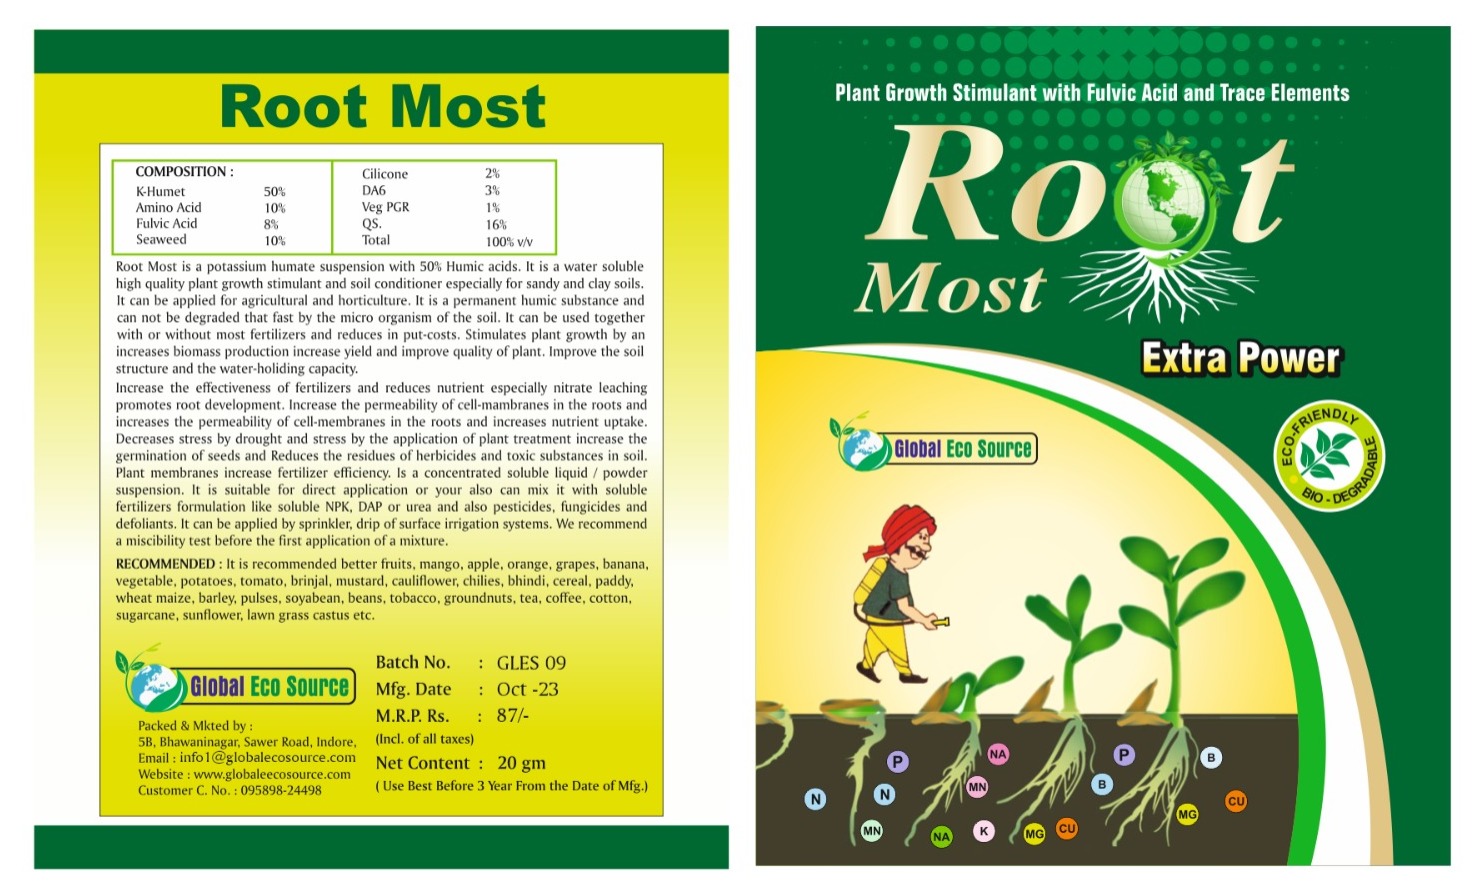 Root Most
COMPOSITION :
K-Humet 50%
Amino Acid 10%
Fulvic Acid 8%
Seaweed 10%
Cilicone 2%
DA6 3%
Veg PGR 1%
QS. 16%
Total 100% v/v
Root Most is a potassium humate suspension with 50% Humic acids. It is a water soluble
high quality plant growth stimulant and soil conditioner especially for sandy and clay soils.
It can be applied for agricultural and horticulture. It is a permanent humic substance and
can not be degraded that fast by the micro organism of the soil. It can be used together
with or without most fertilizers and reduces in put-costs. Stimulates plant growth by an
increases biomass production increase yield and improve quality of plant. Improve the soil
structure and the water-holiding capacity.
Increase the effectiveness of fertilizers and reduces nutrient especially nitrate leaching
promotes root development. Increase the permeability of cell-mambranes in the roots and
increases the permeability of cell-membranes in the roots and increases nutrient uptake.
Decreases stress by drought and stress by the application of plant treatment increase the
germination of seeds and Reduces the residues of herbicides and toxic substances in soil.
Plant membranes increase fertilizer efficiency. Is a concentrated soluble liquid / powder
suspension. It is suitable for direct application or your also can mix it with soluble
fertilizers formulation like soluble NPK, DAP or urea and also pesticides, fungicides and
defoliants. It can be applied by sprinkler, drip of surface irrigation systems. We recommend
a miscibility test before the first application of a mixture.
RECOMMENDED : It is recommended better fruits, mango, apple, orange, grapes, banana,
vegetable, potatoes, tomato, brinjal, mustard, cauliflower, chilies, bhindi, cereal, paddy,
wheat maize, barley, pulses, soyabean, beans, tobacco, groundnuts, tea, coffee, cotton,
sugarcane, sunflower, lawn grass castus etc.
Global Eco Source
Packed & Mkted by :
5B, Bhawaninagar, Sawer Road, Indore,
Email : info1@globalecosource.com
Website : www.globaleecosource.com
Customer C. No. : 095898-24498
Batch No. : GLES 09
Mfg. Date : Oct -23
M.R.P. Rs. : 87/-
(Incl. of all taxes)
Net Content : 20 gm
( Use Best Before 3 Year From the Date of Mfg.)
Plant Growth Stimulant with Fulvic Acid and Trace Elements
Root
Most
Extra Power
Global Eco Source
ECO-FRIENDLY
BIO - DEGRADABLE
P NA P B
N N MN B CU
MN NA K MG CU MG